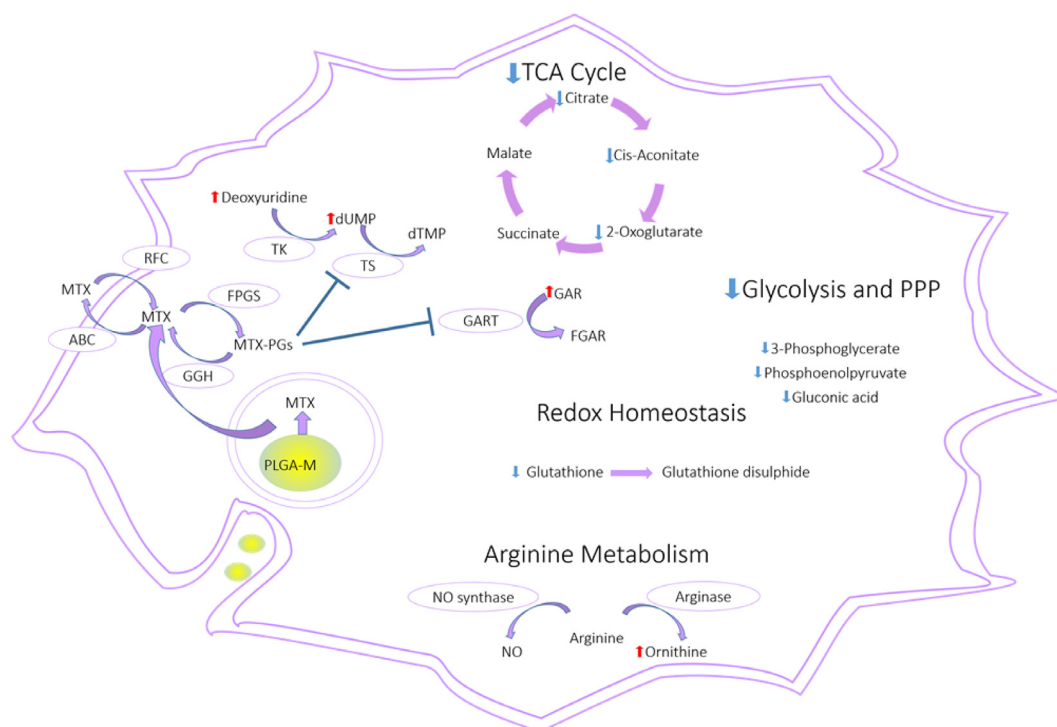 TCA Cycle
Citrate
Malate
Cis-Aconitate
Succinate
2-Oxoglutarate
Deoxyuridine
dUMP
dTMP
TK
TS
RFC
MTX
MTX
ABC
FPGS
MTX-PGs
GGH
GAR
GART
FGAR
Glycolysis and PPP
3-Phosphoglycerate
Phosphoenolpyruvate
Gluconic acid
MTX
PLGA-M
Redox Homeostasis
Glutathione
Glutathione disulphide
Arginine Metabolism
NO synthase
Arginase
Arginine
NO
Ornithine